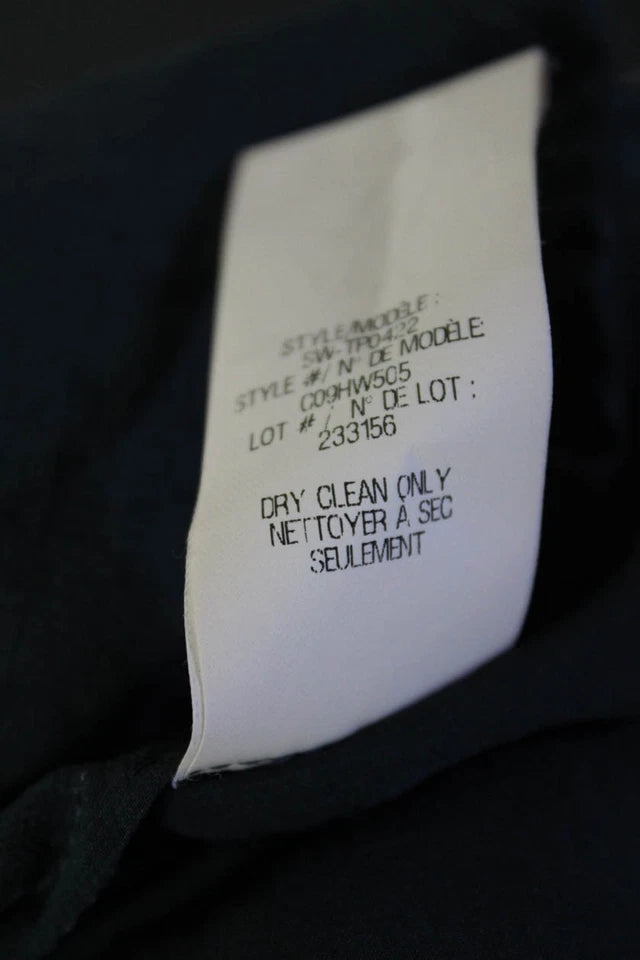 STYLE/MODÈLE :
SW-TP0422
STYLE #/ N° DE MODÈLE:
C09HW505
LOT # / N° DE LOT :
233156
DRY CLEAN ONLY
NETTOYER À SEC
SEULEMENT